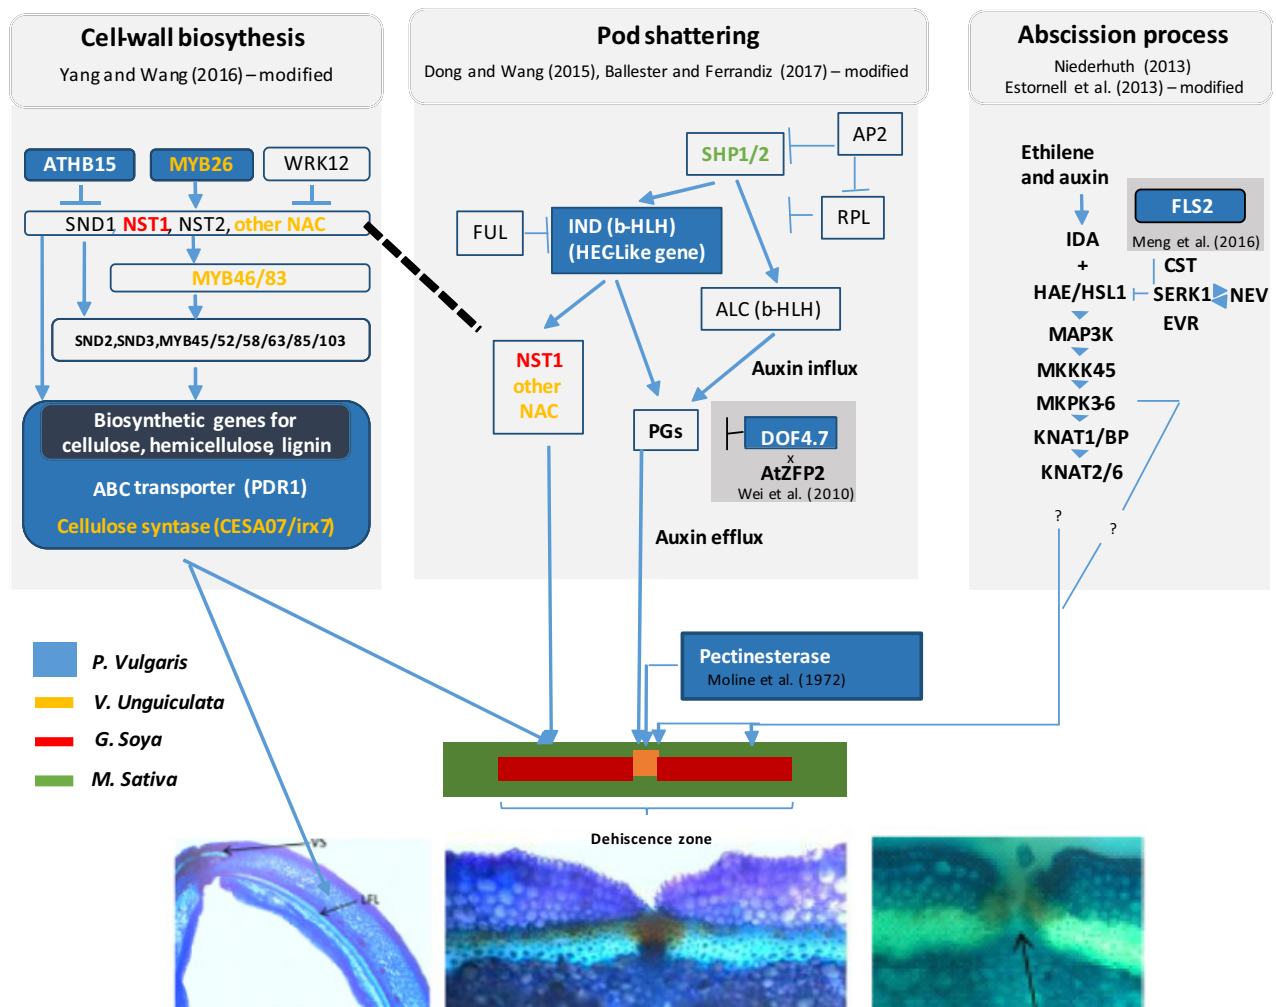 Cell-wall biosythesis
Yang and Wang (2016) – modified
ATHB15
MYB26
WRK12
SND1, NST1, NST2, other NAC
MYB46/83
SND2,SND3,MYB45/52/58/63/85/103
Biosynthetic genes for
cellulose, hemicellulose, lignin
ABC transporter (PDR1)
Cellulose syntase (CESA07/irx7)
Pod shattering
Dong and Wang (2015), Ballester and Ferrandiz (2017) – modified
SHP1/2
AP2
RPL
FUL
IND (b-HLH)
(HEC-Like gene)
ALC (b-HLH)
NST1
other
NAC
Auxin influx
PGs
DOF4.7
x
AtZFP2
Wei et al. (2010)
Auxin efflux
Abscission process
Niederhuth (2013)
Estornell et al. (2013) – modified
Ethilene
and auxin
FLS2
Meng et al. (2016)
IDA
+
HAE/HSL1
CST
SERK1
NEV
EVR
MAP3K
MKKK45
MKPK3-6
KNAT1/BP
KNAT2/6
?
?
P. Vulgaris
V. Unguiculata
G. Soya
M. Sativa
Pectinesterase
Moline et al. (1972)
Dehiscence zone
VS
LFL